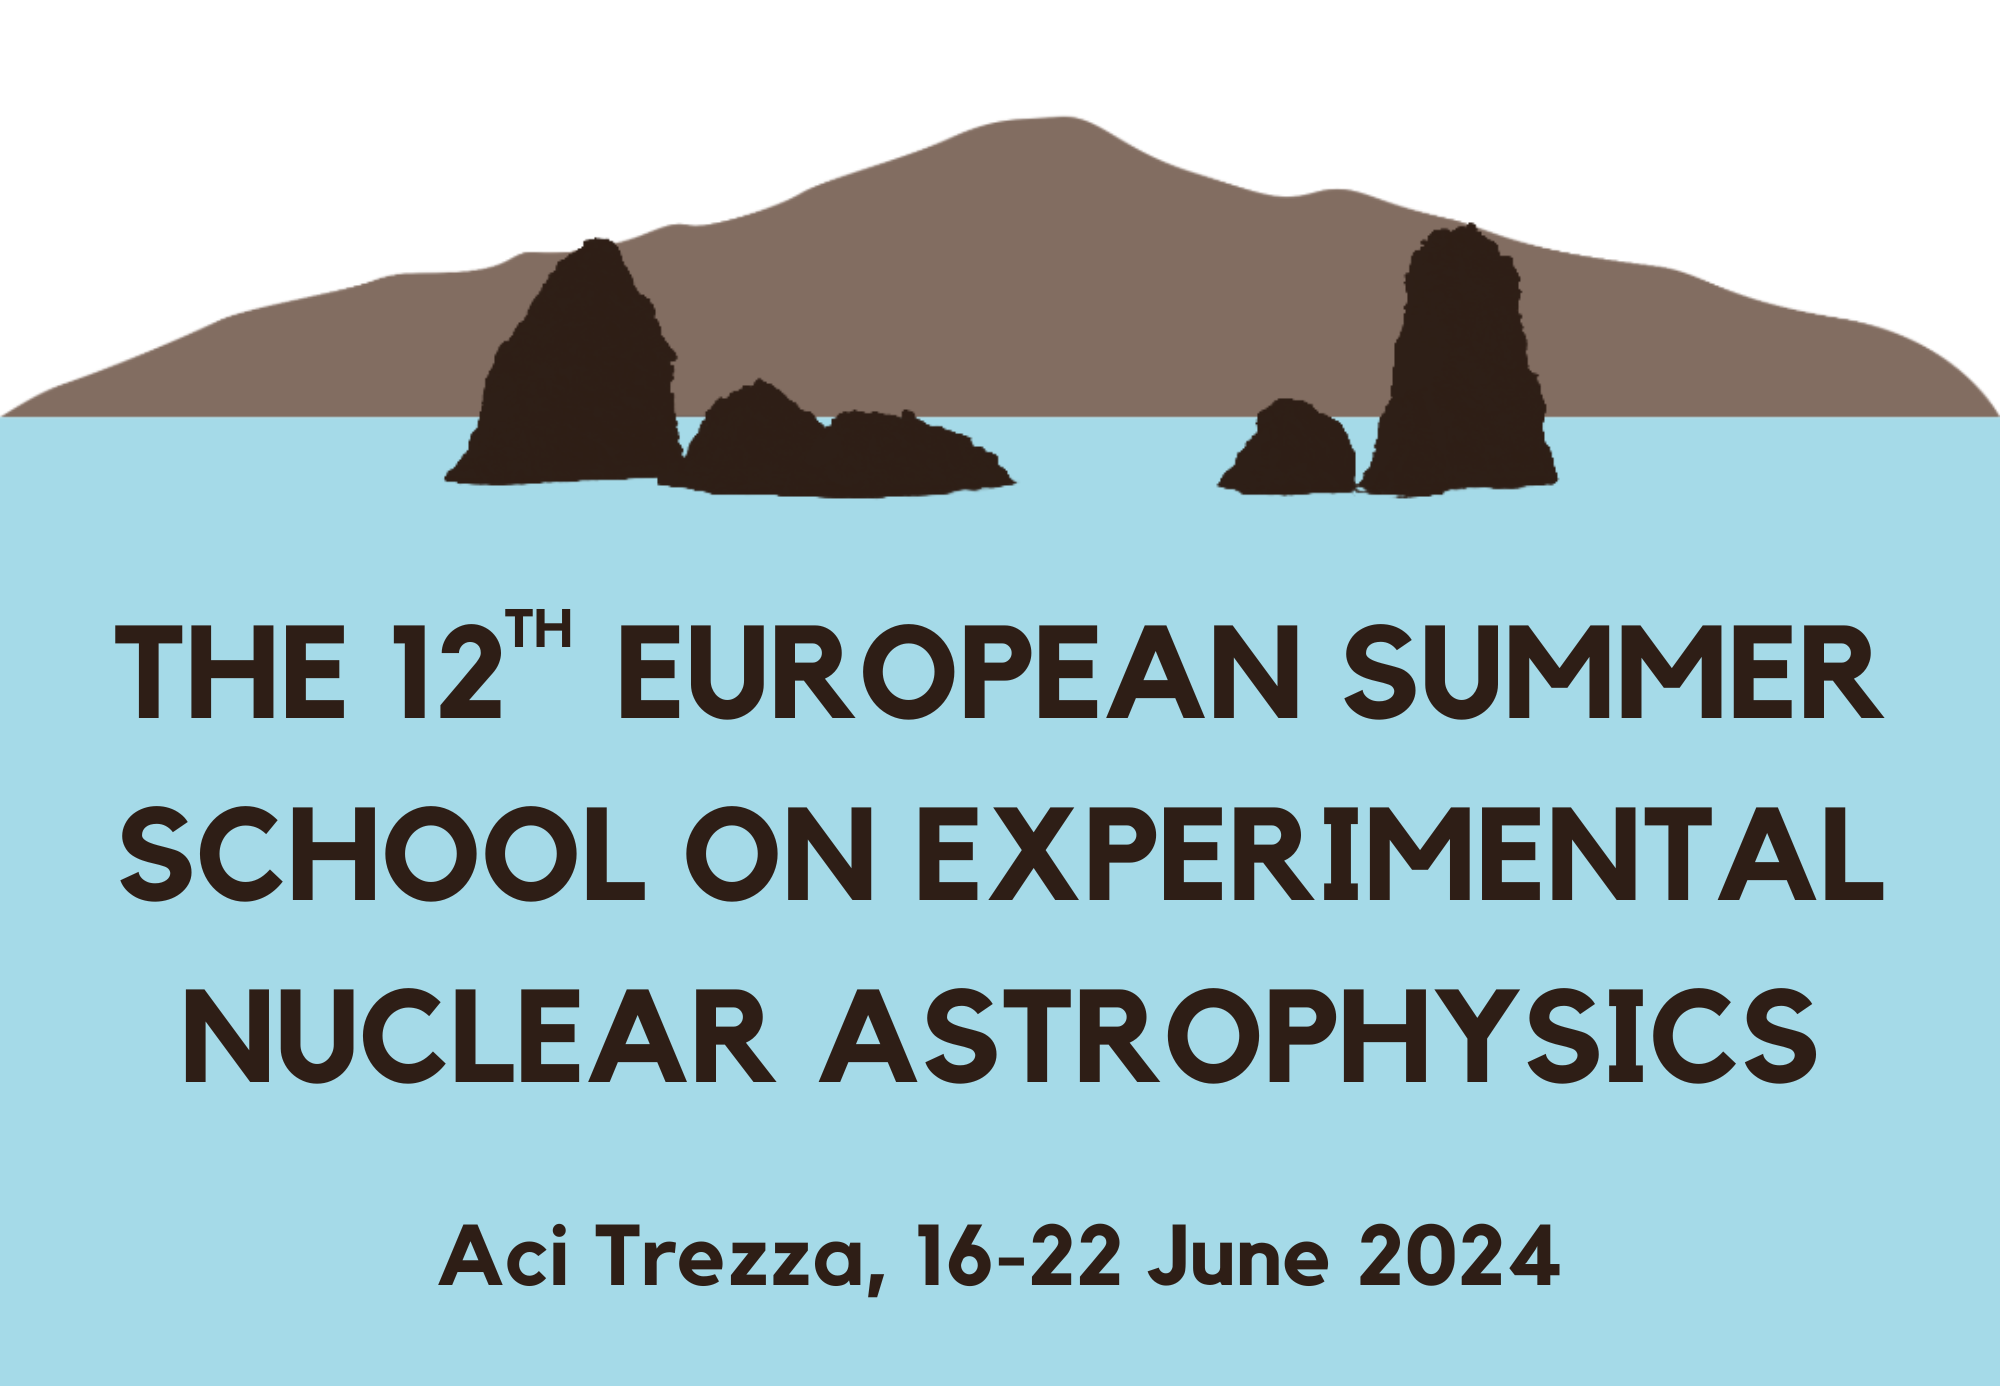 THE 12TH EUROPEAN SUMMER
SCHOOL ON EXPERIMENTAL
NUCLEAR ASTROPHYSICS
Aci Trezza, 16-22 June 2024